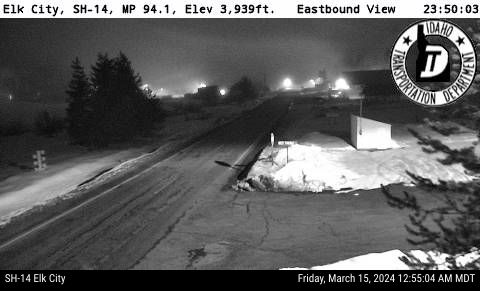 Elk City, SH-14, MP 94.1, Elev 3,939ft. Eastbound View 23:50:03
IDAHO
TRANSPORTATION DEPARTMENT
SH-14 Elk City Friday, March 15, 2024 12:55:04 AM MDT